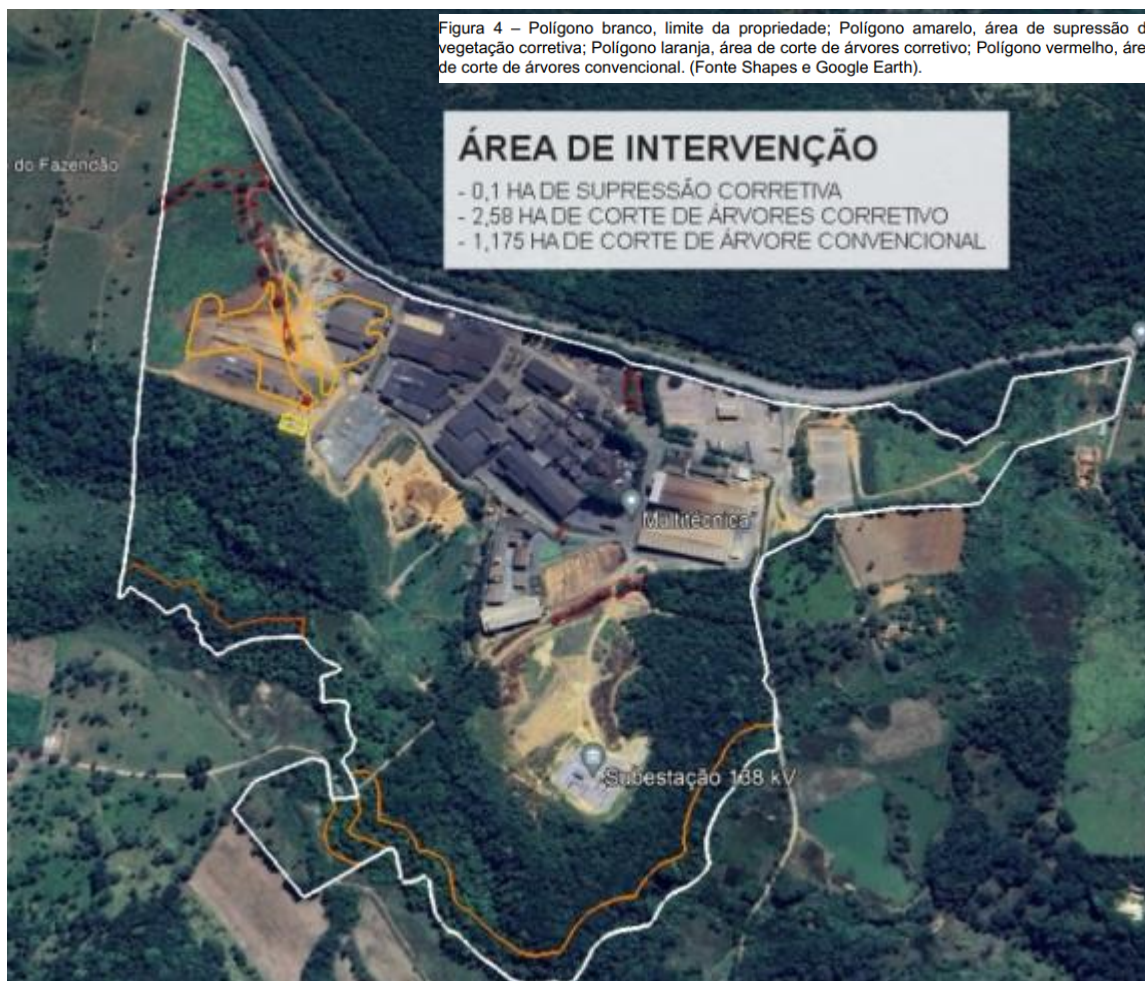 Figura 4 – Polígono branco, limite da propriedade; Polígono amarelo, área de supressão d
vegetação corretiva; Polígono laranja, área de corte de árvores corretivo; Polígono vermelho, áre
de corte de árvores convencional. (Fonte Shapes e Google Earth).
ÁREA DE INTERVENÇÃO
- 0,1 HA DE SUPRESSÃO CORRETIVA
- 2,58 HA DE CORTE DE ÁRVORES CORRETIVO
- 1,175 HA DE CORTE DE ÁRVORE CONVENCIONAL
do Fazencão
Multitécnica
Subestação 138 kV